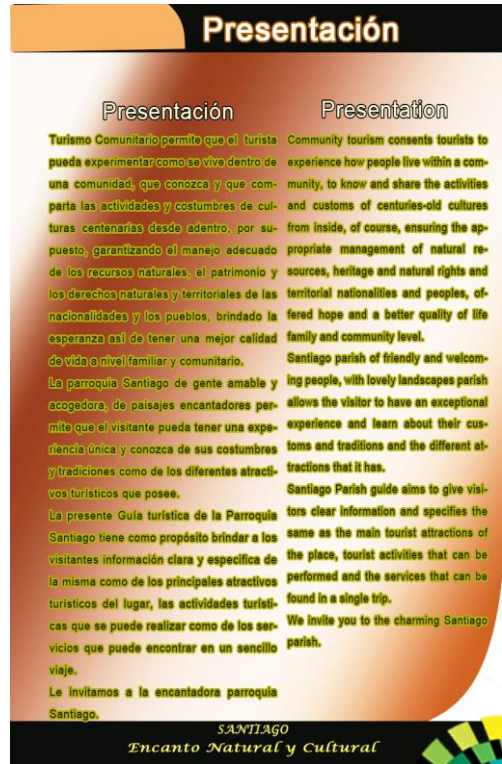 Presentación
Presentación
Turismo Comunitario permite que el turista
pueda experimentar como se vive dentro de
una comunidad, que conozca y que com-
parta las actividades y costumbres de cul-
turas centenarias desde adentro, por su-
puesto, garantizando el manejo adecuado
de los recursos naturales, el patrimonio y
los derechos naturales y territoriales de las
nacionalidades y los pueblos, brindado la
esperanza así de tener una mejor calidad
de vida a nivel familiar y comunitario.
La parroquia Santiago de gente amable y
acogedora, de paisajes encantadores per-
mite que el visitante pueda tener una expe-
riencia única y conozca de sus costumbres
y tradiciones como de los diferentes atracti-
vos turísticos que posee.
La presente Guía turística de la Parroquia
Santiago tiene como propósito brindar a los
visitantes información clara y especifica de
la misma como de los principales atractivos
turísticos del lugar, las actividades turísti-
cas que se puede realizar como de los ser-
vicios que puede encontrar en un sencillo
viaje.
Le invitamos a la encantadora parroquia
Santiago.
Presentation
Community tourism consents tourists to
experience how people live within a com-
munity, to know and share the activities
and customs of centuries-old cultures
from inside, of course, ensuring the ap-
propriate management of natural re-
sources, heritage and natural rights and
territorial nationalities and peoples, of-
fered hope and a better quality of life
family and community level.
Santiago parish of friendly and welcom-
ing people, with lovely landscapes parish
allows the visitor to have an exceptional
experience and learn about their cus-
toms and traditions and the different at-
tractions that it has.
Santiago Parish guide aims to give visi-
tors clear information and specifies the
same as the main tourist attractions of
the place, tourist activities that can be
performed and the services that can be
found in a single trip.
We invite you to the charming Santiago
parish.
SANTIAGO
Encanto Natural y Cultural